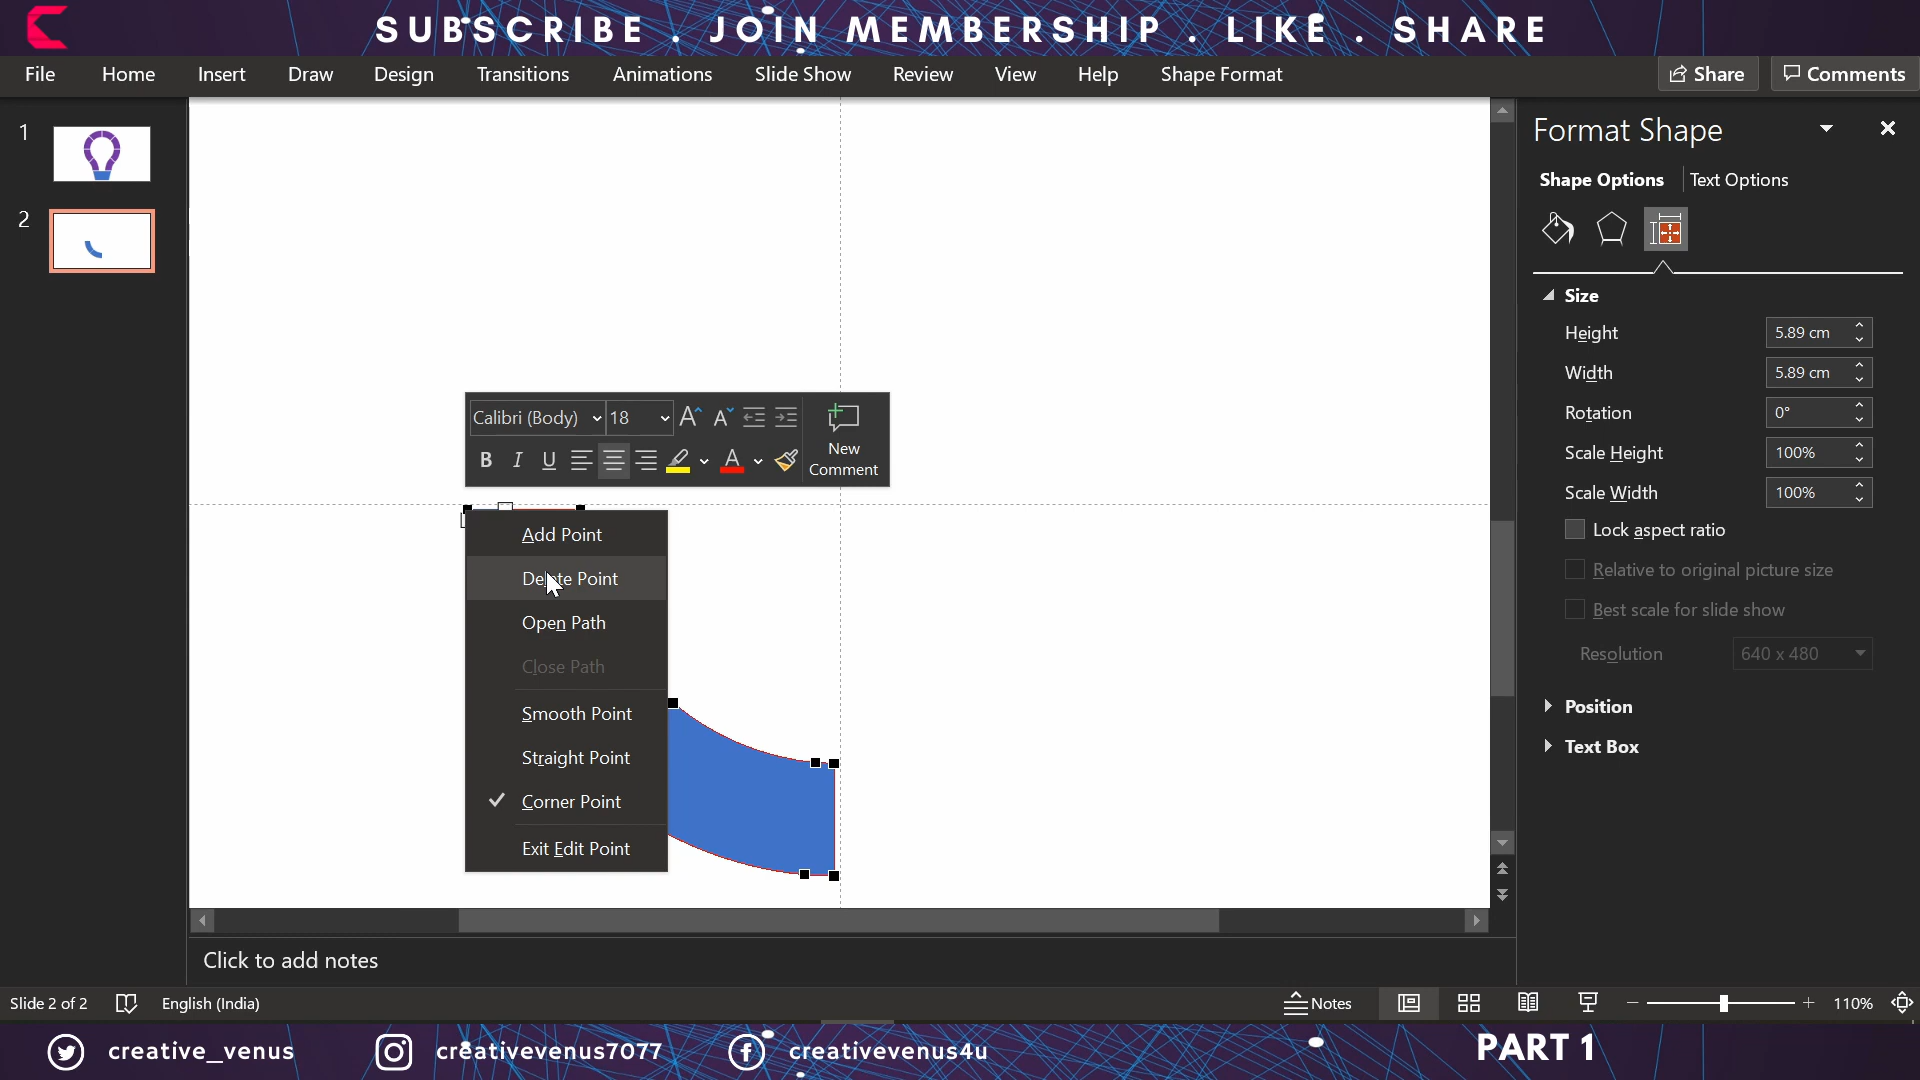 SUBSCRIBE . JOIN MEMBERSHIP . LIKE . SHARE
File Home Insert Draw Design Transitions Animations Slide Show Review View Help Shape Format Share Comments
1
2
Calibri (Body) 18
New Comment
B I U A
Add Point
Delete Point
Open Path
Close Path
Smooth Point
Straight Point
Corner Point
Exit Edit Point
Format Shape
Shape Options Text Options
Size
Height 5.89 cm
Width 5.89 cm
Rotation 0°
Scale Height 100%
Scale Width 100%
Lock aspect ratio
Relative to original picture size
Best scale for slide show
Resolution 640 x 480
Position
Text Box
Click to add notes
Slide 2 of 2 English (India) Notes 110%
creative_venus creativevenus7077 creativevenus4u PART 1